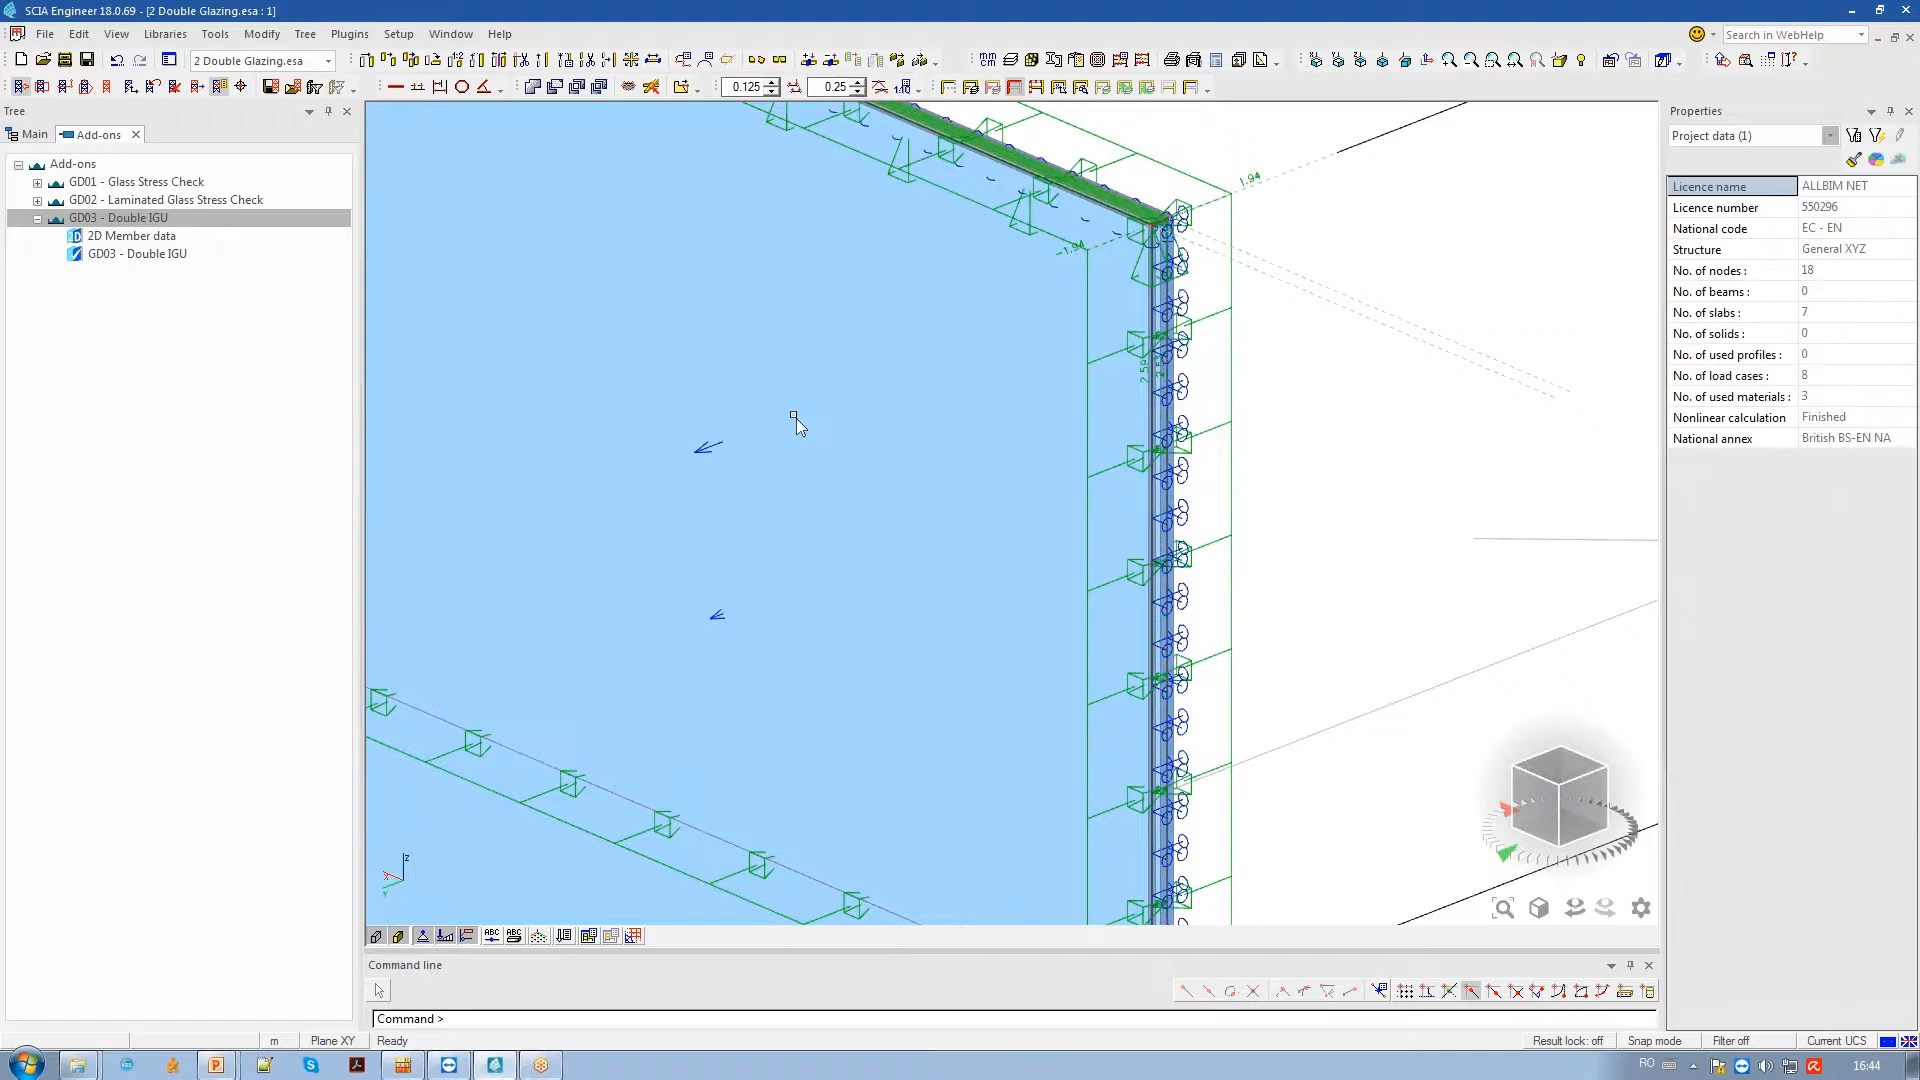 SCIA Engineer 18.0.69 - [2 Double Glazing.esa : 1]
File Edit View Libraries Tools Modify Tree Plugins Setup Window Help
Search in WebHelp
2 Double Glazing.esa
0.125
0.25
Tree
Main
Add-ons
Add-ons
GD01 - Glass Stress Check
GD02 - Laminated Glass Stress Check
GD03 - Double IGU
2D Member data
GD03 - Double IGU
1.94
-1.94
Z
X
Y
Properties
Project data (1)
Licence name ALLBIM NET
Licence number 550296
National code EC - EN
Structure General XYZ
No. of nodes : 18
No. of beams : 0
No. of slabs : 7
No. of solids : 0
No. of used profiles : 0
No. of load cases : 8
No. of used materials : 3
Nonlinear calculation Finished
National annex British BS-EN NA
ABC
ABC
Command line
Command >
m
Plane XY
Ready
Result lock: off
Snap mode
Filter off
Current UCS
RO
16:44